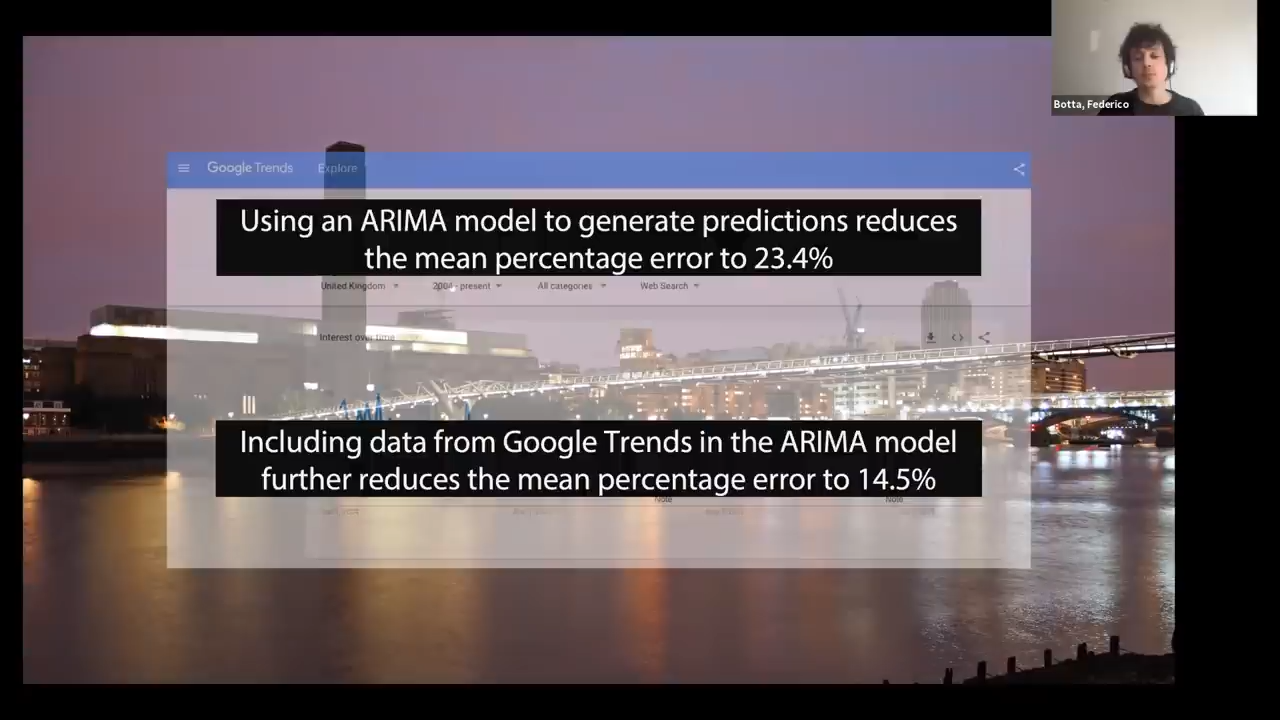 Botta, Federico
Google Trends Explore
Using an ARIMA model to generate predictions reduces
the mean percentage error to 23.4%
United Kingdom 2004 - present All categories Web Search
Interest over time
Including data from Google Trends in the ARIMA model
further reduces the mean percentage error to 14.5%
Note Note